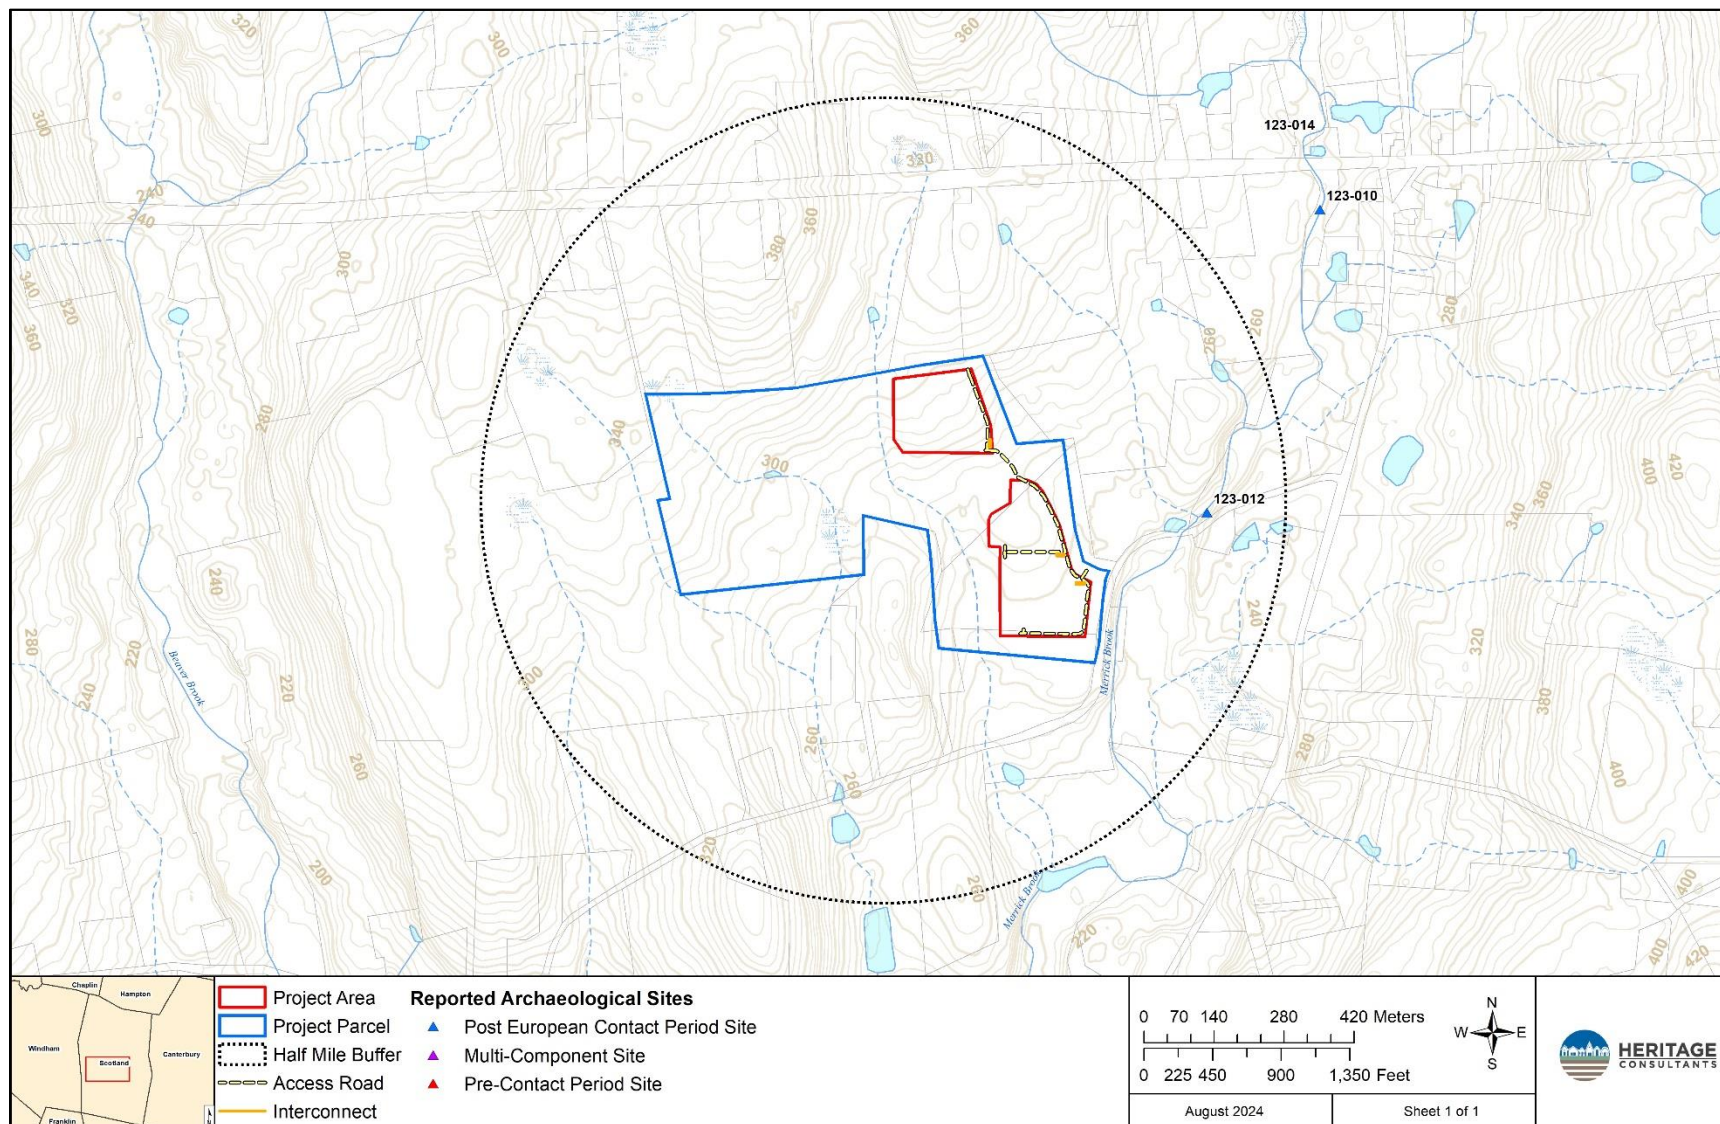 320
300
360
300
123-014
330
240
240
123-010
360
380
300
340
320
360
280
260
260
340
280
300
420
400
360
340
123-012
240
240
280
220
Beaver Brook
240
220
300
Merrick Brook
320
380
260
260
260
280
400
320
200
260
Merrick Brook
220
400
400
420
Chaplin
Hampton
Windham
Scotland
Canterbury
Franklin
Project Area
Project Parcel
Half Mile Buffer
Access Road
Interconnect
Reported Archaeological Sites
Post European Contact Period Site
Multi-Component Site
Pre-Contact Period Site
0 70 140 280 420 Meters
0 225 450 900 1,350 Feet
N
W E
S
August 2024
Sheet 1 of 1
HERITAGE
CONSULTANTS